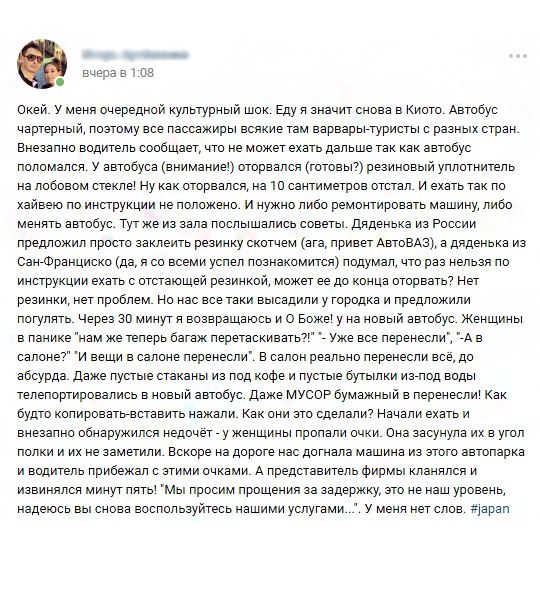 вчера в 1:08
Окей. У меня очередной культурный шок. Еду я значит снова в Киото. Автобус
чартерный, поэтому все пассажиры всякие там варвары-туристы с разных стран.
Внезапно водитель сообщает, что не может ехать дальше так как автобус
поломался. У автобуса (внимание!) оторвался (готовы?) резиновый уплотнитель
на лобовом стекле! Ну как оторвался, на 10 сантиметров отстал. И ехать так по
хайвею по инструкции не положено. И нужно либо ремонтировать машину, либо
менять автобус. Тут же из зала послышались советы. Дяденька из России
предложил просто заклеить резинку скотчем (ага, привет АвтоВАЗ), а дяденька из
Сан-Франциско (да, я со всеми успел познакомится) подумал, что раз нельзя по
инструкции ехать с отстающей резинкой, может ее до конца оторвать? Нет
резинки, нет проблем. Но нас все таки высадили у городка и предложили
погулять. Через 30 минут я возвращаюсь и О Боже! у на новый автобус. Женщины
в панике "нам же теперь багаж перетаскивать?!" "- Уже все перенесли", "-А в
салоне?" "И вещи в салоне перенесли". В салон реально перенесли всё, до
абсурда. Даже пустые стаканы из под кофе и пустые бутылки из-под воды
телепортировались в новый автобус. Даже МУСОР бумажный в перенесли! Как
будто копировать-вставить нажали. Как они это сделали? Начали ехать и
внезапно обнаружился недочёт - у женщины пропали очки. Она засунула их в угол
полки и их не заметили. Вскоре на дороге нас догнала машина из этого автопарка
и водитель прибежал с этими очками. А представитель фирмы кланялся и
извинялся минут пять! "Мы просим прощения за задержку, это не наш уровень,
надеюсь вы снова воспользуйтесь нашими услугами...". У меня нет слов. #japan